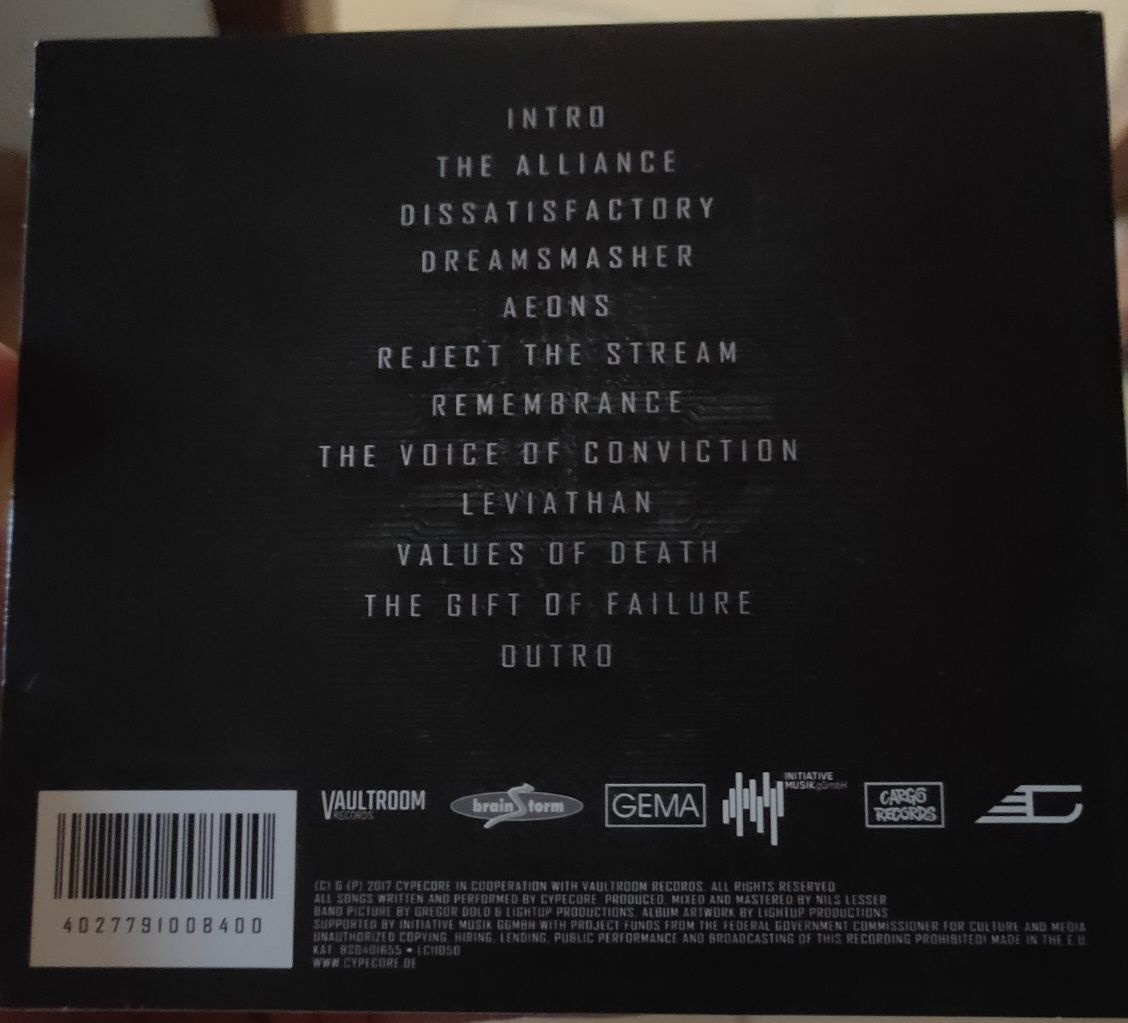 INTRO
THE ALLIANCE
DISSATISFACTORY
DREAMSMASHER
AEONS
REJECT THE STREAM
REMEMBRANCE
THE VOICE OF CONVICTION
LEVIATHAN
VALUES OF DEATH
THE GIFT OF FAILURE
OUTRO
VAULTROOM
RECORDS
brainStorm
GEMA
INITIATIVE
MUSIK gGmbH
CARGO
RECORDS
4027791008400
(C) & (P) 2017 CYPECORE IN COOPERATION WITH VAULTROOM RECORDS. ALL RIGHTS RESERVED
ALL SONGS WRITTEN AND PERFORMED BY CYPECORE. PRODUCED, MIXED AND MASTERED BY NILS LESSER
BAND PICTURE BY GREGOR DOLD & LIGHTUP PRODUCTIONS. ALBUM ARTWORK BY LIGHTUP PRODUCTIONS
SUPPORTED BY INITIATIVE MUSIK GGMBH WITH PROJECT FUNDS FROM THE FEDERAL GOVERNMENT COMMISSIONER FOR CULTURE AND MEDIA
UNAUTHORIZED COPYING, HIRING, LENDING, PUBLIC PERFORMANCE AND BROADCASTING OF THIS RECORDING PROHIBITED! MADE IN THE E.U.
KAT.
WWW.CYPECORE.DE